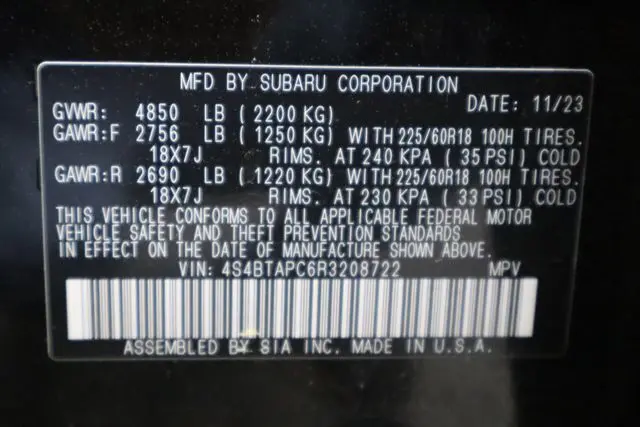 MFD BY SUBARU CORPORATION
DATE: 11/23
GVWR: 4850 LB (2200 KG)
GAWR:F 2756 LB (1250 KG) WITH 225/60R18 100H TIRES.
18X7J RIMS. AT 240 KPA (35 PSI) COLD
GAWR:R 2690 LB (1220 KG) WITH 225/60R18 100H TIRES.
18X7J RIMS. AT 230 KPA (33 PSI) COLD
THIS VEHICLE CONFORMS TO ALL APPLICABLE FEDERAL MOTOR
VEHICLE SAFETY AND THEFT PREVENTION STANDARDS
IN EFFECT ON THE DATE OF MANUFACTURE SHOWN ABOVE.
VIN: 4S4BTAPC6R3208722 MPV
ASSEMBLED BY SIA INC. MADE IN U.S.A.